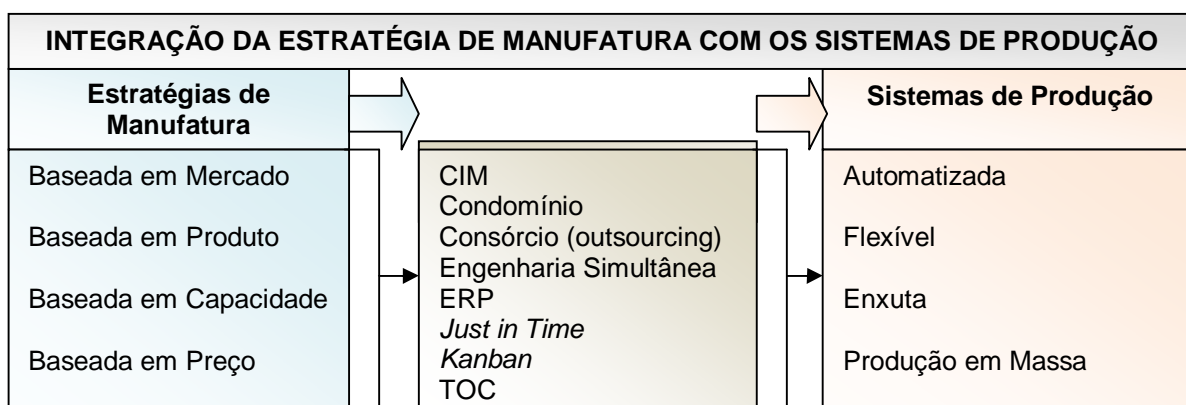 INTEGRAÇÃO DA ESTRATÉGIA DE MANUFATURA COM OS SISTEMAS DE PRODUÇÃO
Estratégias de
Manufatura
Baseada em Mercado
Baseada em Produto
Baseada em Capacidade
Baseada em Preço
CIM
Condomínio
Consórcio (outsourcing)
Engenharia Simultânea
ERP
Just in Time
Kanban
TOC
Sistemas de Produção
Automatizada
Flexível
Enxuta
Produção em Massa